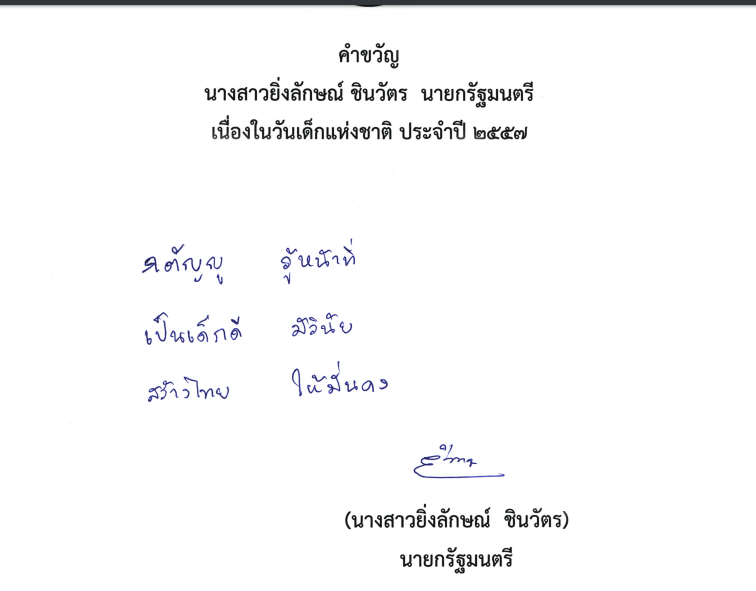 คำขวัญ
นางสาวยิ่งลักษณ์ ชินวัตร นายกรัฐมนตรี
เนื่องในวันเด็กแห่งชาติ ประจำปี ๒๕๕๗
กตัญญู รู้หน้าที่
เป็นเด็กดี มีวินัย
สร้างไทย ให้มั่นคง
(นางสาวยิ่งลักษณ์ ชินวัตร)
นายกรัฐมนตรี